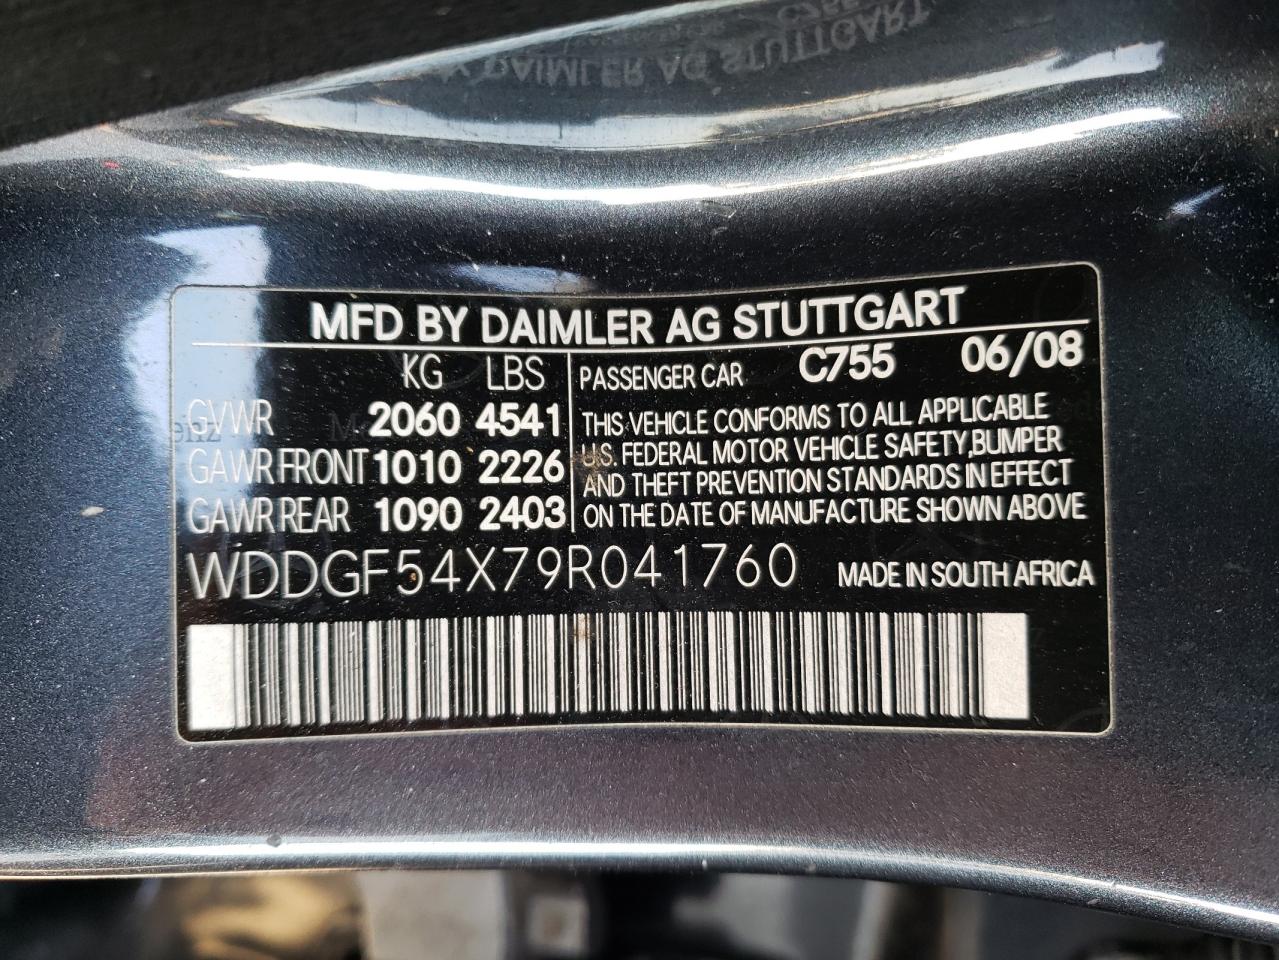 MFD BY DAIMLER AG STUTTGART
KG LBS
GVWR 2060 4541
GAWR FRONT 1010 2226
GAWR REAR 1090 2403
PASSENGER CAR C755 06/08
THIS VEHICLE CONFORMS TO ALL APPLICABLE
U.S. FEDERAL MOTOR VEHICLE SAFETY,BUMPER
AND THEFT PREVENTION STANDARDS IN EFFECT
ON THE DATE OF MANUFACTURE SHOWN ABOVE
WDDGF54X79R041760 MADE IN SOUTH AFRICA